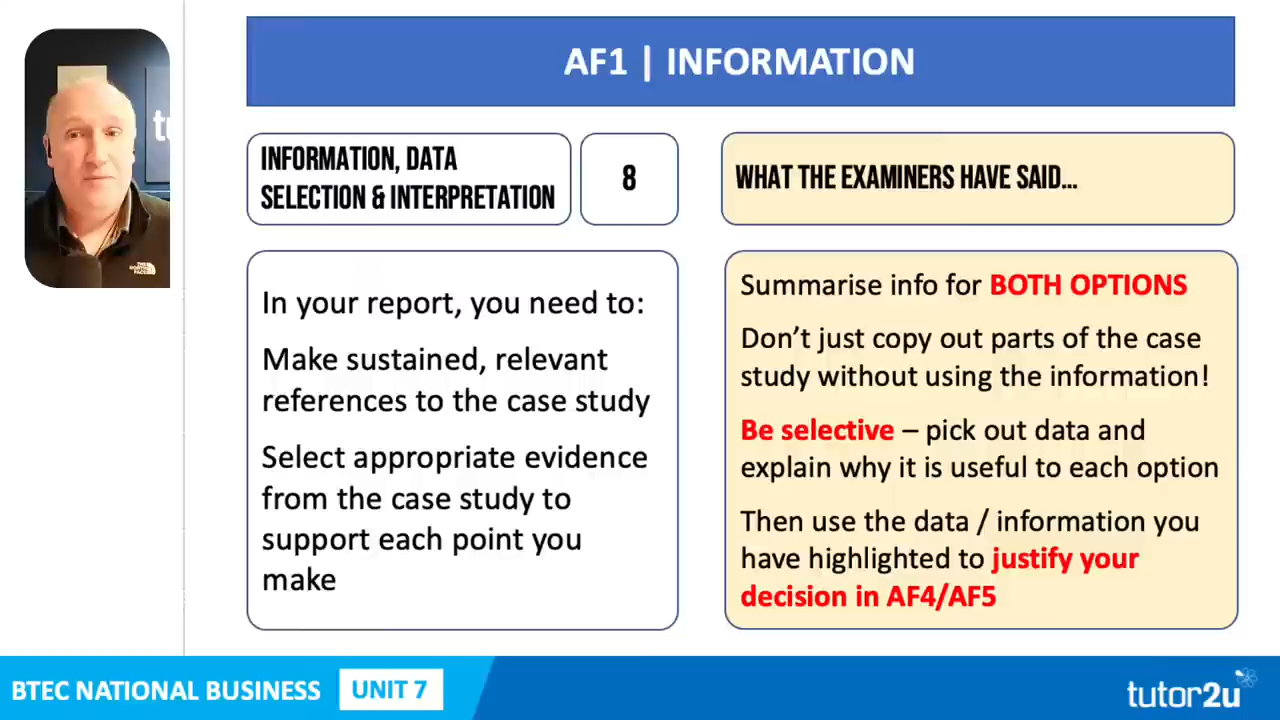 AF1 | INFORMATION
INFORMATION, DATA
SELECTION & INTERPRETATION
8
WHAT THE EXAMINERS HAVE SAID...
In your report, you need to:
Make sustained, relevant
references to the case study
Select appropriate evidence
from the case study to
support each point you
make
Summarise info for BOTH OPTIONS
Don't just copy out parts of the case
study without using the information!
Be selective – pick out data and
explain why it is useful to each option
Then use the data / information you
have highlighted to justify your
decision in AF4/AF5
BTEC NATIONAL BUSINESS
UNIT 7
tutor2u